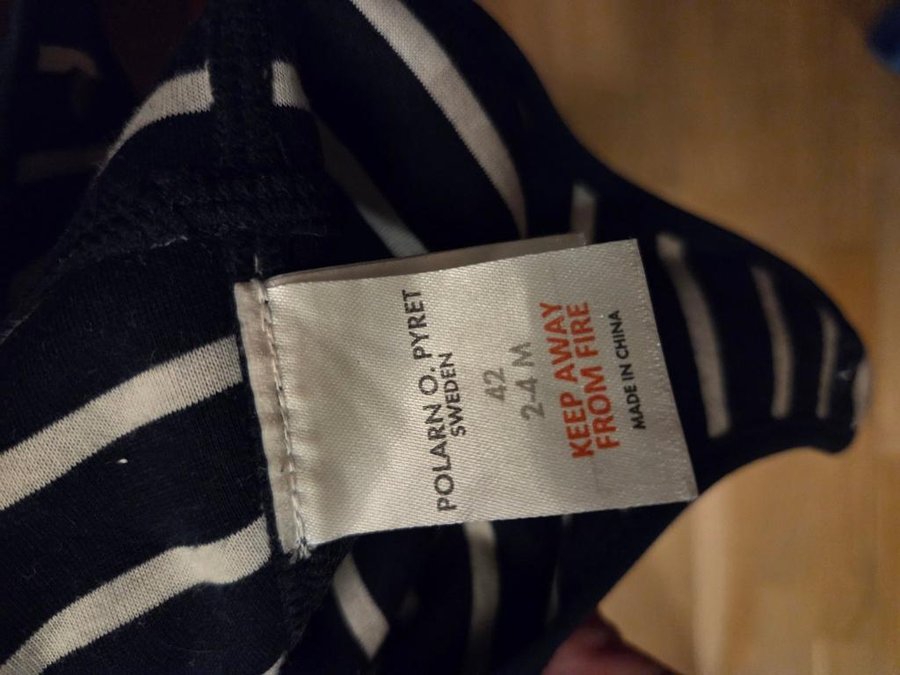 POLARN O. PYRET
SWEDEN
42
2-4 M
KEEP AWAY
FROM FIRE
MADE IN CHINA